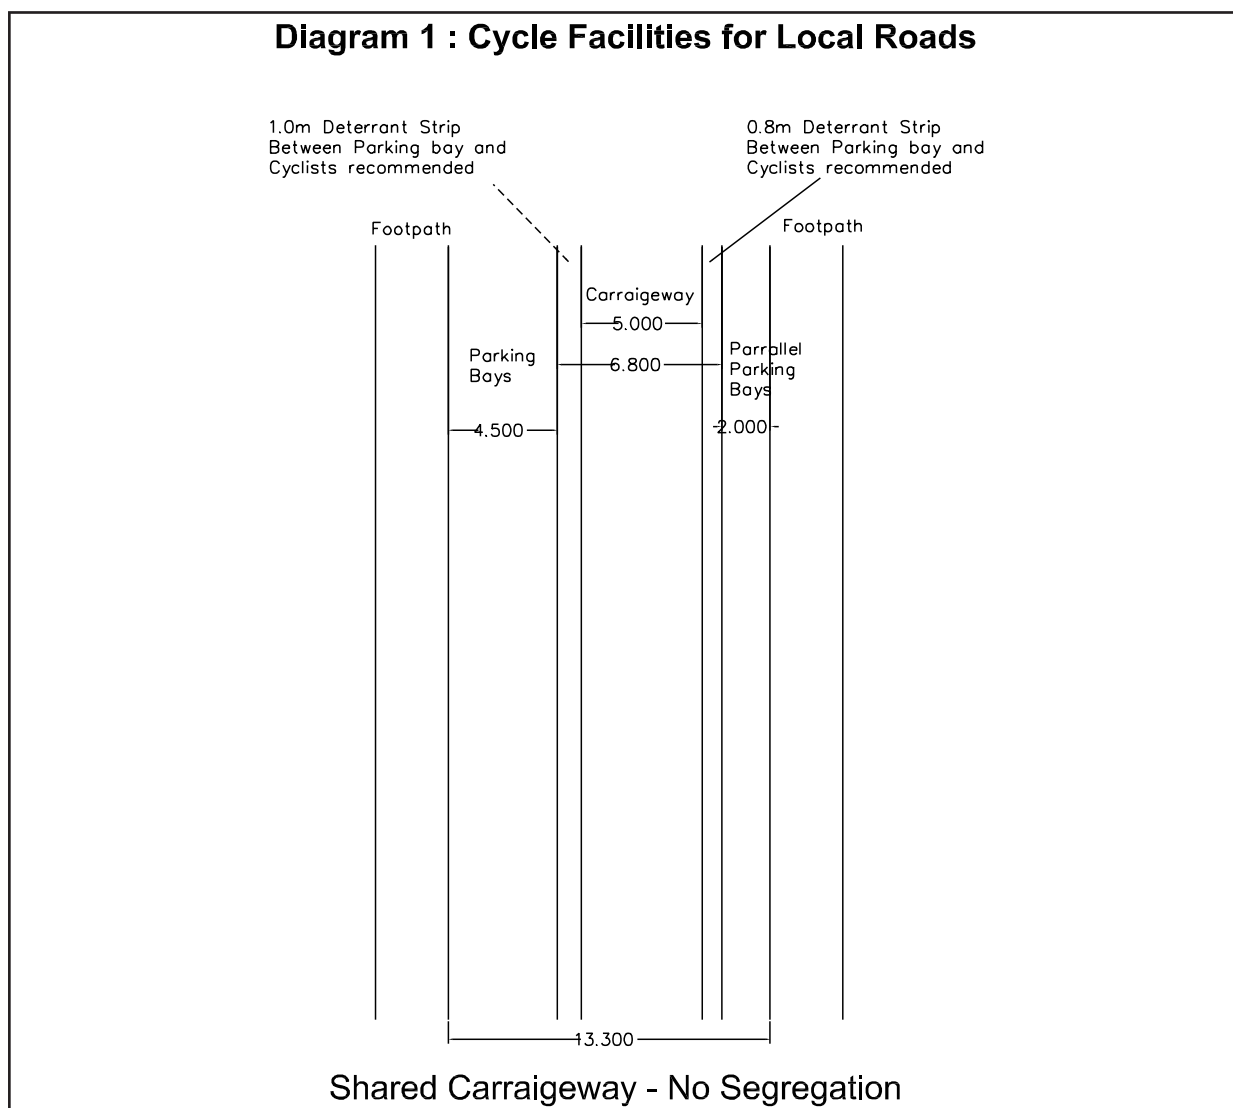 Diagram 1 : Cycle Facilities for Local Roads
1.0m Deterrant Strip
Between Parking bay and
Cyclists recommended
0.8m Deterrant Strip
Between Parking bay and
Cyclists recommended
Footpath
Footpath
Carraigeway
5.000
6.800
Parking
Bays
Parrallel
Parking
Bays
4.500
2.000
13.300
Shared Carraigeway - No Segregation